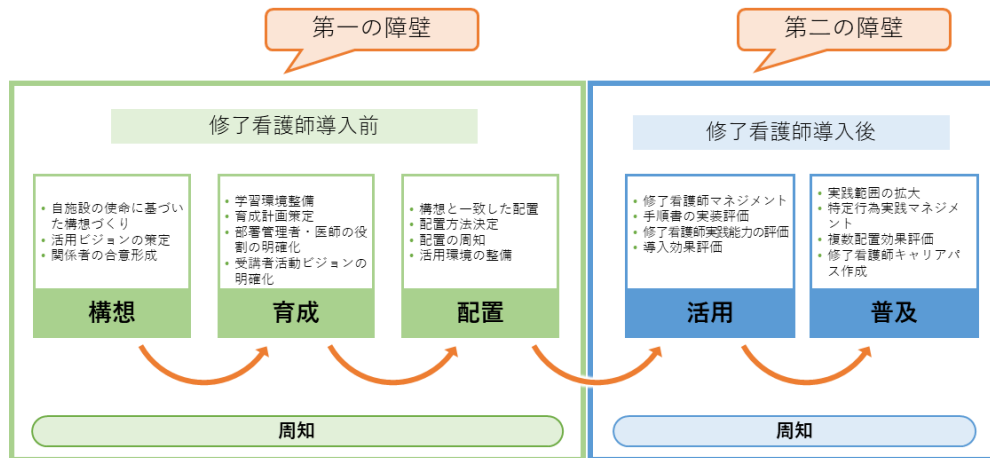 第一の障壁
第二の障壁
修了看護師導入前
修了看護師導入後
• 自施設の使命に基づい
た構想づくり
• 活用ビジョンの策定
• 関係者の合意形成
構想
• 学習環境整備
• 育成計画策定
• 部署管理者・医師の役
割の明確化
• 受講者活動ビジョンの
明確化
育成
• 構想と一致した配置
• 配置方法決定
• 配置の周知
• 活用環境の整備
配置
• 修了看護師マネジメント
• 手順書の実装評価
• 修了看護師実践能力の評価
• 導入効果評価
活用
• 実践範囲の拡大
• 特定行為実践マネジメ
ント
• 複数配置効果評価
• 修了看護師キャリアパ
ス作成
普及
周知
周知